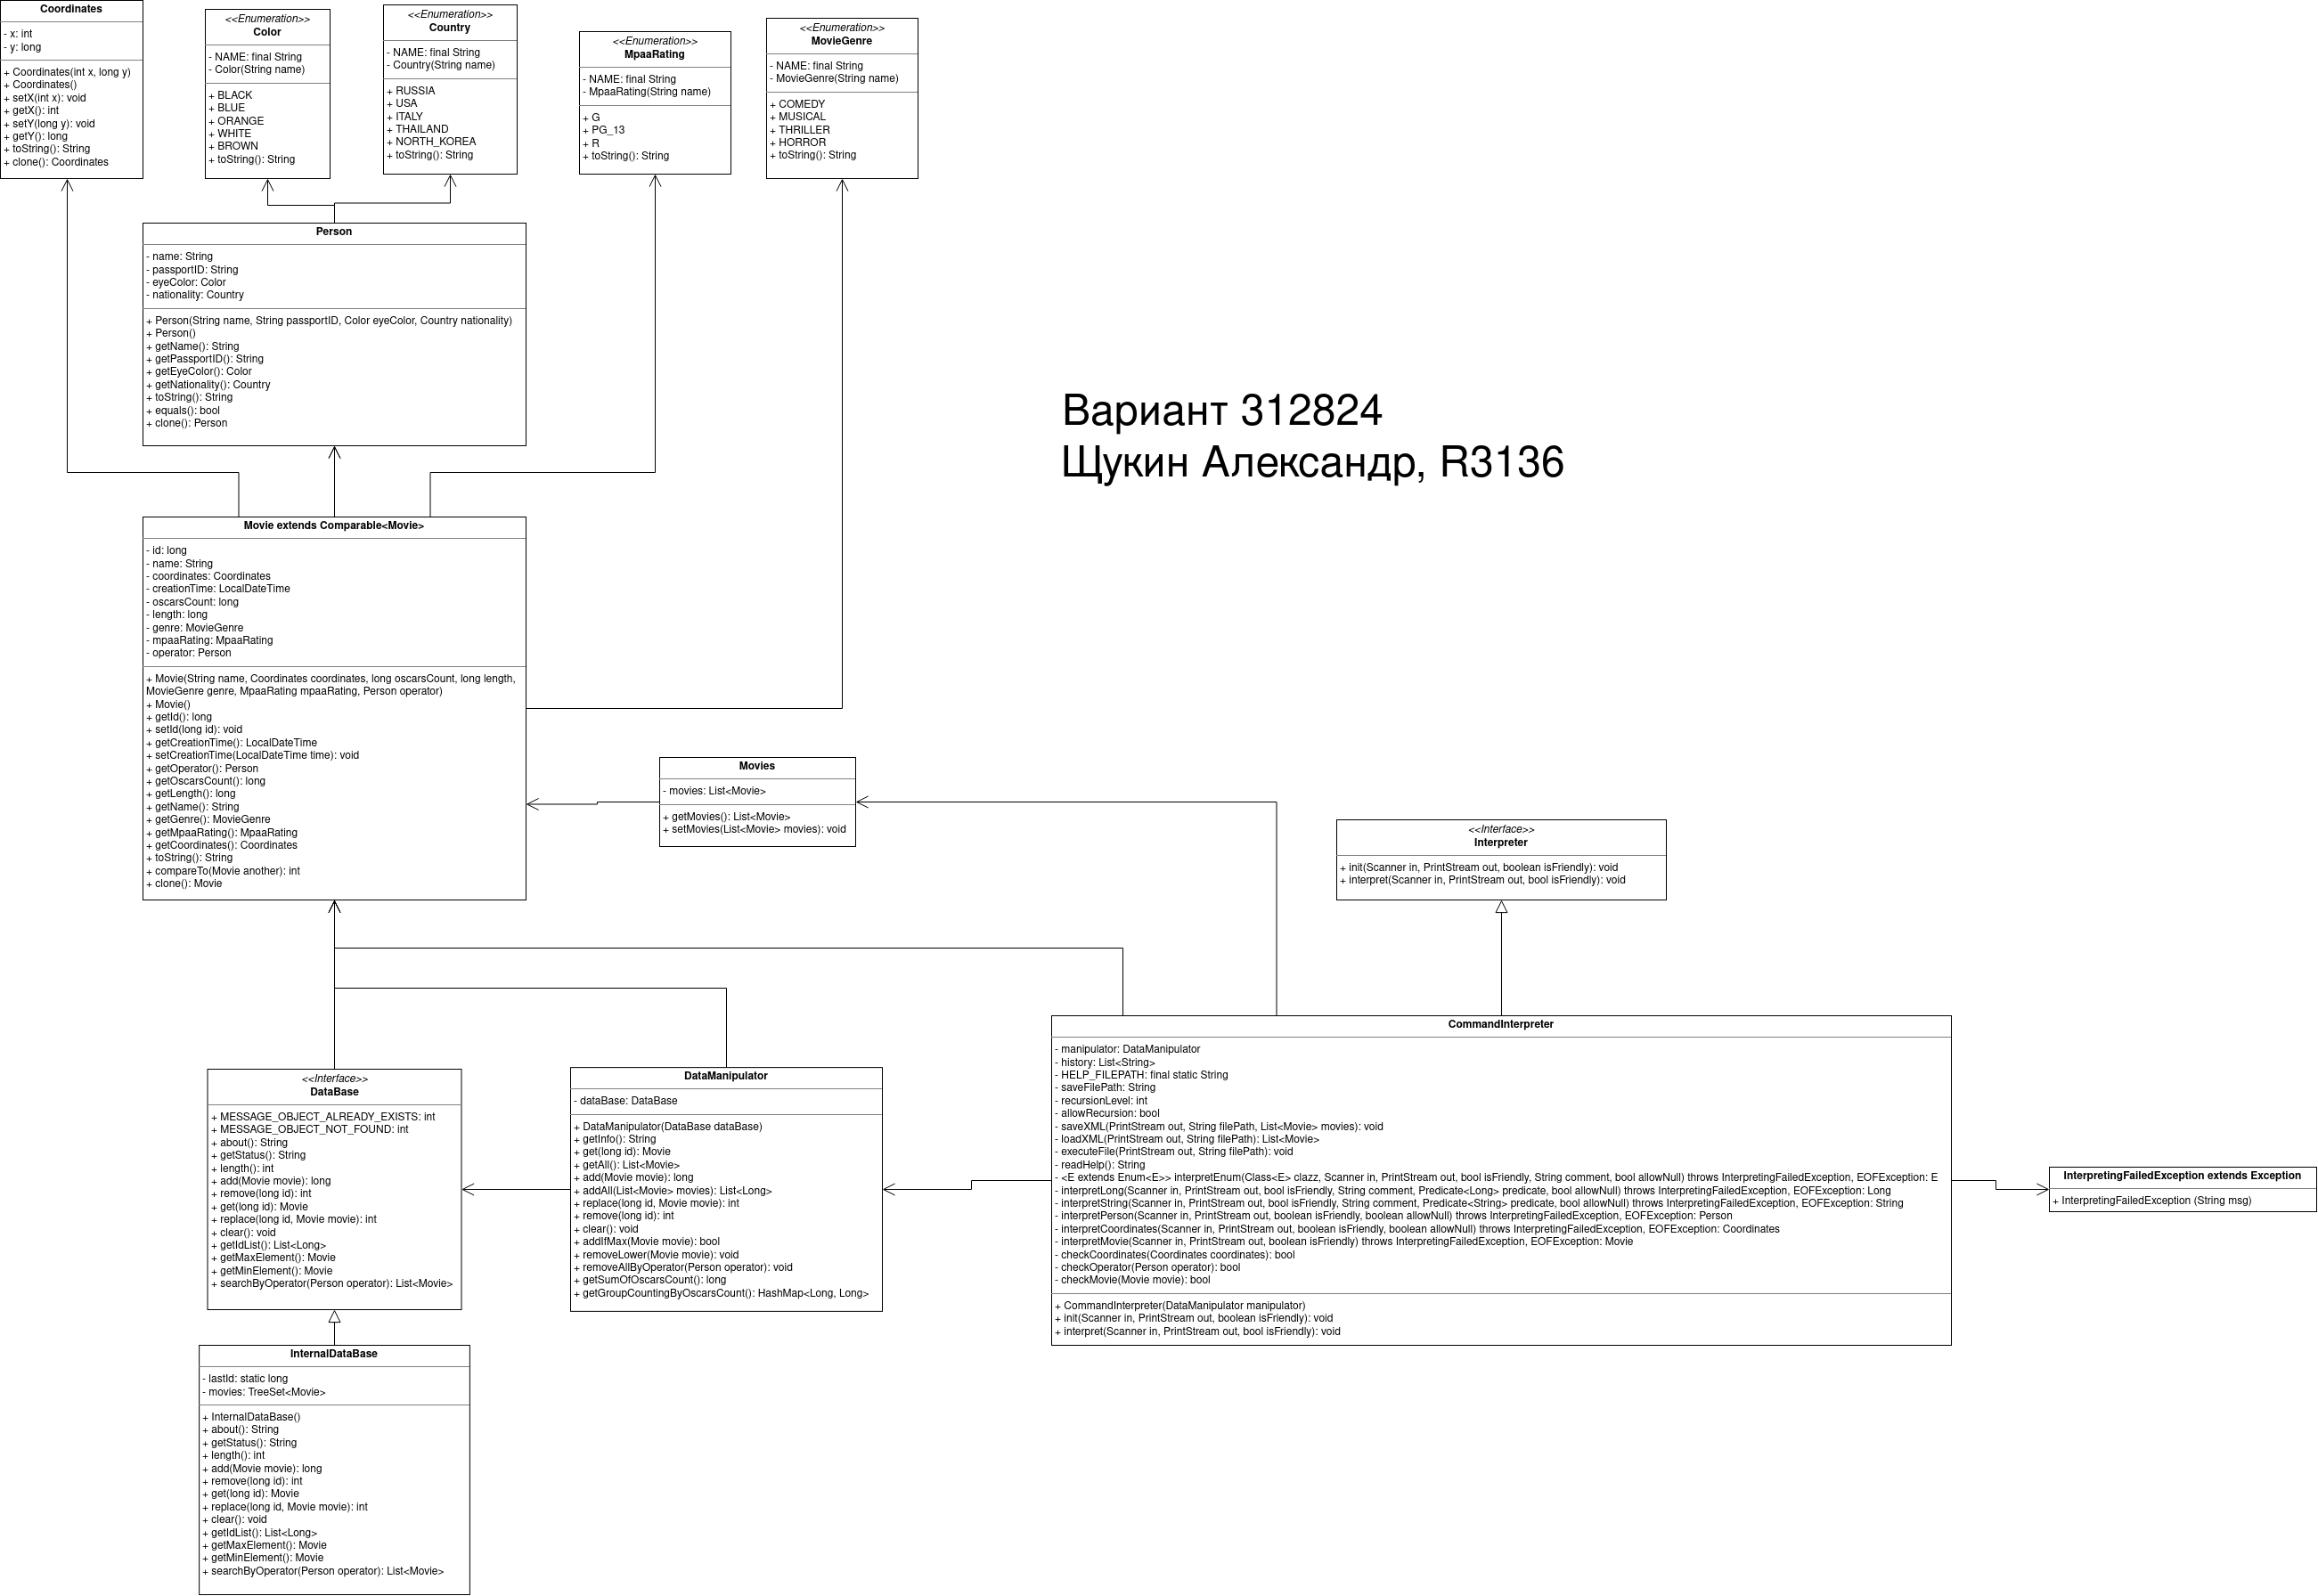 Coordinates
- x: int
- y: long
+ Coordinates(int x, long y)
+ Coordinates()
+ setX(int x): void
+ getX(): int
+ setY(long y): void
+ getY(): long
+ toString(): String
+ clone(): Coordinates
<<Enumeration>>
Color
- NAME: final String
- Color(String name)
+ BLACK
+ BLUE
+ ORANGE
+ WHITE
+ BROWN
+ toString(): String
<<Enumeration>>
Country
- NAME: final String
- Country(String name)
+ RUSSIA
+ USA
+ ITALY
+ THAILAND
+ NORTH_KOREA
+ toString(): String
<<Enumeration>>
MpaaRating
- NAME: final String
- MpaaRating(String name)
+ G
+ PG_13
+ R
+ toString(): String
<<Enumeration>>
MovieGenre
- NAME: final String
- MovieGenre(String name)
+ COMEDY
+ MUSICAL
+ THRILLER
+ HORROR
+ toString(): String
Person
- name: String
- passportID: String
- eyeColor: Color
- nationality: Country
+ Person(String name, String passportID, Color eyeColor, Country nationality)
+ Person()
+ getName(): String
+ getPassportID(): String
+ getEyeColor(): Color
+ getNationality(): Country
+ toString(): String
+ equals(): bool
+ clone(): Person
Вариант 312824
Щукин Александр, R3136
Movie extends Comparable<Movie>
- id: long
- name: String
- coordinates: Coordinates
- creationTime: LocalDateTime
- oscarsCount: long
- length: long
- genre: MovieGenre
- mpaaRating: MpaaRating
- operator: Person
+ Movie(String name, Coordinates coordinates, long oscarsCount, long length,
MovieGenre genre, MpaaRating mpaaRating, Person operator)
+ Movie()
+ getId(): long
+ setId(long id): void
+ getCreationTime(): LocalDateTime
+ setCreationTime(LocalDateTime time): void
+ getOperator(): Person
+ getOscarsCount(): long
+ getLength(): long
+ getName(): String
+ getGenre(): MovieGenre
+ getMpaaRating(): MpaaRating
+ getCoordinates(): Coordinates
+ toString(): String
+ compareTo(Movie another): int
+ clone(): Movie
Movies
- movies: List<Movie>
+ getMovies(): List<Movie>
+ setMovies(List<Movie> movies): void
<<Interface>>
Interpreter
+ init(Scanner in, PrintStream out, boolean isFriendly): void
+ interpret(Scanner in, PrintStream out, bool isFriendly): void
<<Interface>>
DataBase
+ MESSAGE_OBJECT_ALREADY_EXISTS: int
+ MESSAGE_OBJECT_NOT_FOUND: int
+ about(): String
+ getStatus(): String
+ length(): int
+ add(Movie movie): long
+ remove(long id): int
+ get(long id): Movie
+ replace(long id, Movie movie): int
+ clear(): void
+ getIdList(): List<Long>
+ getMaxElement(): Movie
+ getMinElement(): Movie
+ searchByOperator(Person operator): List<Movie>
DataManipulator
- dataBase: DataBase
+ DataManipulator(DataBase dataBase)
+ getInfo(): String
+ get(long id): Movie
+ getAll(): List<Movie>
+ add(Movie movie): long
+ addAll(List<Movie> movies): List<Long>
+ replace(long id, Movie movie): int
+ remove(long id): int
+ clear(): void
+ addIfMax(Movie movie): bool
+ removeLower(Movie movie): void
+ removeAllByOperator(Person operator): void
+ getSumOfOscarsCount(): long
+ getGroupCountingByOscarsCount(): HashMap<Long, Long>
CommandInterpreter
- manipulator: DataManipulator
- history: List<String>
- HELP_FILEPATH: final static String
- saveFilePath: String
- recursionLevel: int
- allowRecursion: bool
- saveXML(PrintStream out, String filePath, List<Movie> movies): void
- loadXML(PrintStream out, String filePath): List<Movie>
- executeFile(PrintStream out, String filePath): void
- readHelp(): String
- <E extends Enum<E>> interpretEnum(Class<E> clazz, Scanner in, PrintStream out, bool isFriendly, String comment, bool allowNull) throws InterpretingFailedException, EOFException: E
- interpretLong(Scanner in, PrintStream out, bool isFriendly, String comment, Predicate<Long> predicate, bool allowNull) throws InterpretingFailedException, EOFException: Long
- interpretString(Scanner in, PrintStream out, bool isFriendly, String comment, Predicate<String> predicate, bool allowNull) throws InterpretingFailedException, EOFException: String
- interpretPerson(Scanner in, PrintStream out, boolean isFriendly, boolean allowNull) throws InterpretingFailedException, EOFException: Person
- interpretCoordinates(Scanner in, PrintStream out, boolean isFriendly, boolean allowNull) throws InterpretingFailedException, EOFException: Coordinates
- interpretMovie(Scanner in, PrintStream out, boolean isFriendly) throws InterpretingFailedException, EOFException: Movie
- checkCoordinates(Coordinates coordinates): bool
- checkOperator(Person operator): bool
- checkMovie(Movie movie): bool
+ CommandInterpreter(DataManipulator manipulator)
+ init(Scanner in, PrintStream out, boolean isFriendly): void
+ interpret(Scanner in, PrintStream out, bool isFriendly): void
InterpretingFailedException extends Exception
+ InterpretingFailedException (String msg)
InternalDataBase
- lastId: static long
- movies: TreeSet<Movie>
+ InternalDataBase()
+ about(): String
+ getStatus(): String
+ length(): int
+ add(Movie movie): long
+ remove(long id): int
+ get(long id): Movie
+ replace(long id, Movie movie): int
+ clear(): void
+ getIdList(): List<Long>
+ getMaxElement(): Movie
+ getMinElement(): Movie
+ searchByOperator(Person operator): List<Movie>